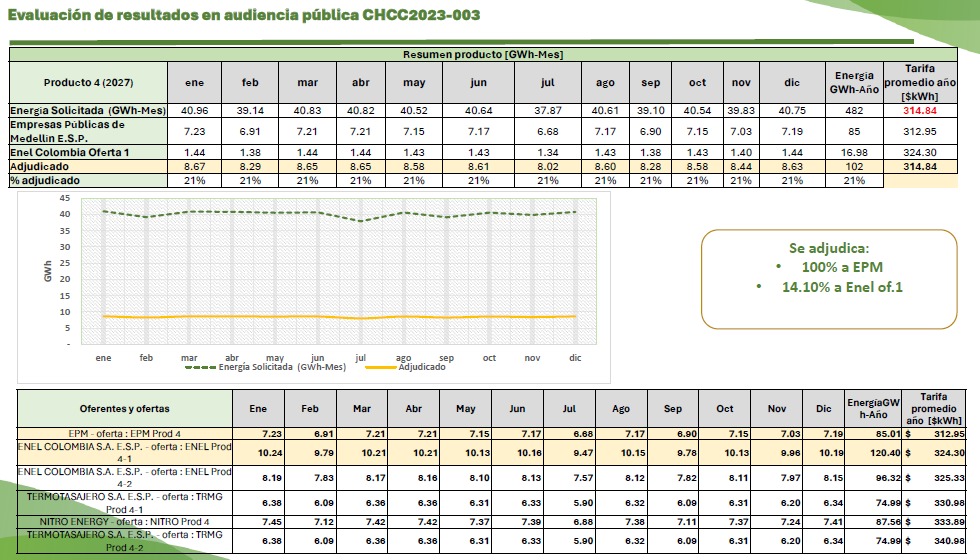 Evaluación de resultados en audiencia pública CHCC2023-003
Resumen producto [GWh-Mes]
Producto 4 (2027) ene feb mar abr may jun jul ago sep oct nov dic Energía GWh-Año Tarifa promedio año [$kWh]
Energía Solicitada (GWh-Mes) 40.96 39.14 40.83 40.82 40.52 40.64 37.87 40.61 39.10 40.54 39.83 40.75 482 314.84
Empresas Públicas de Medellin E.S.P. 7.23 6.91 7.21 7.21 7.15 7.17 6.68 7.17 6.90 7.15 7.03 7.19 85 312.95
Enel Colombia Oferta 1 1.44 1.38 1.44 1.44 1.43 1.43 1.34 1.43 1.38 1.43 1.40 1.44 16.98 324.30
Adjudicado 8.67 8.29 8.65 8.65 8.58 8.61 8.02 8.60 8.28 8.58 8.44 8.63 102 314.84
% adjudicado 21% 21% 21% 21% 21% 21% 21% 21% 21% 21% 21% 21% 21%
45
40
35
30
25
20
15
10
5
-
GWh
ene feb mar abr may jun jul ago sep oct nov dic
Energía Solicitada (GWh-Mes) Adjudicado
Se adjudica:
• 100% a EPM
• 14.10% a Enel of.1
Oferentes y ofertas Ene Feb Mar Abr May Jun Jul Ago Sep Oct Nov Dic EnergíaGWh-Año Tarifa promedio año [$kWh]
EPM - oferta : EPM Prod 4 7.23 6.91 7.21 7.21 7.15 7.17 6.68 7.17 6.90 7.15 7.03 7.19 85.01 $ 312.95
ENEL COLOMBIA S.A. E.S.P. - oferta : ENEL Prod 4-1 10.24 9.79 10.21 10.21 10.13 10.16 9.47 10.15 9.78 10.13 9.96 10.19 120.40 $ 324.30
ENEL COLOMBIA S.A. E.S.P. - oferta : ENEL Prod 4-2 8.19 7.83 8.17 8.16 8.10 8.13 7.57 8.12 7.82 8.11 7.97 8.15 96.32 $ 325.33
TERMOTASAJERO S.A. E.S.P. - oferta : TRMG Prod 4-1 6.38 6.09 6.36 6.36 6.31 6.33 5.90 6.32 6.09 6.31 6.20 6.34 74.99 $ 330.98
NITRO ENERGY - oferta : NITRO Prod 4 7.45 7.12 7.42 7.42 7.37 7.39 6.88 7.38 7.11 7.37 7.24 7.41 87.56 $ 333.89
TERMOTASAJERO S.A. E.S.P. - oferta : TRMG Prod 4-2 6.38 6.09 6.36 6.36 6.31 6.33 5.90 6.32 6.09 6.31 6.20 6.34 74.99 $ 340.98